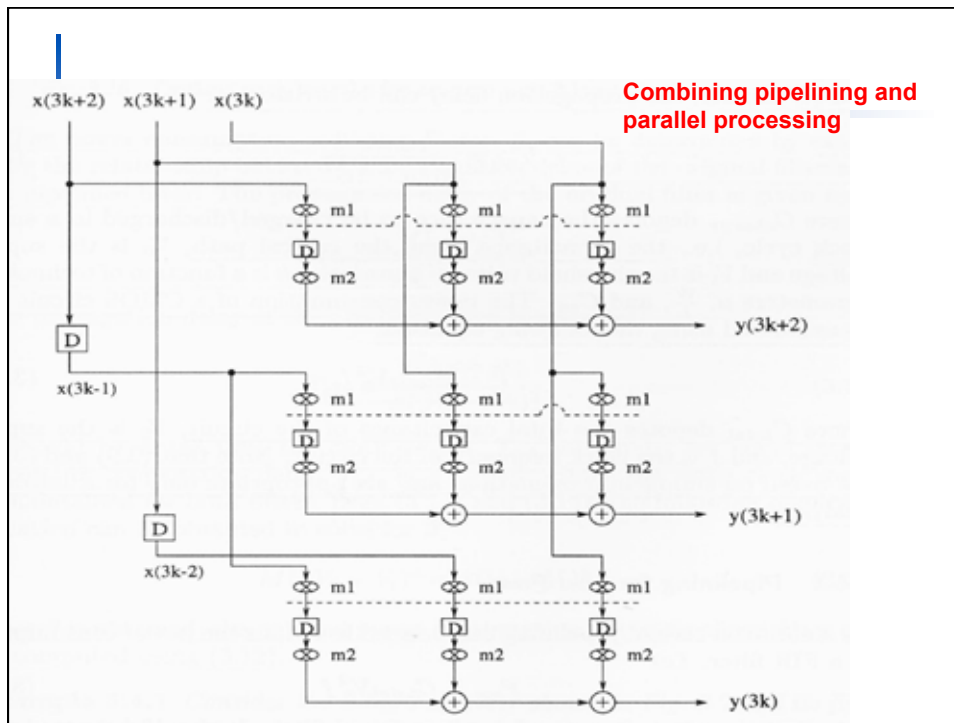 Combining pipelining and
parallel processing
x(3k+2) x(3k+1) x(3k)
m1 m1 m1
D D D
m2 m2 m2
+ + y(3k+2)
D
x(3k-1)
m1 m1 m1
D D D
m2 m2 m2
+ + y(3k+1)
D
x(3k-2)
m1 m1 m1
D D D
m2 m2 m2
+ + y(3k)